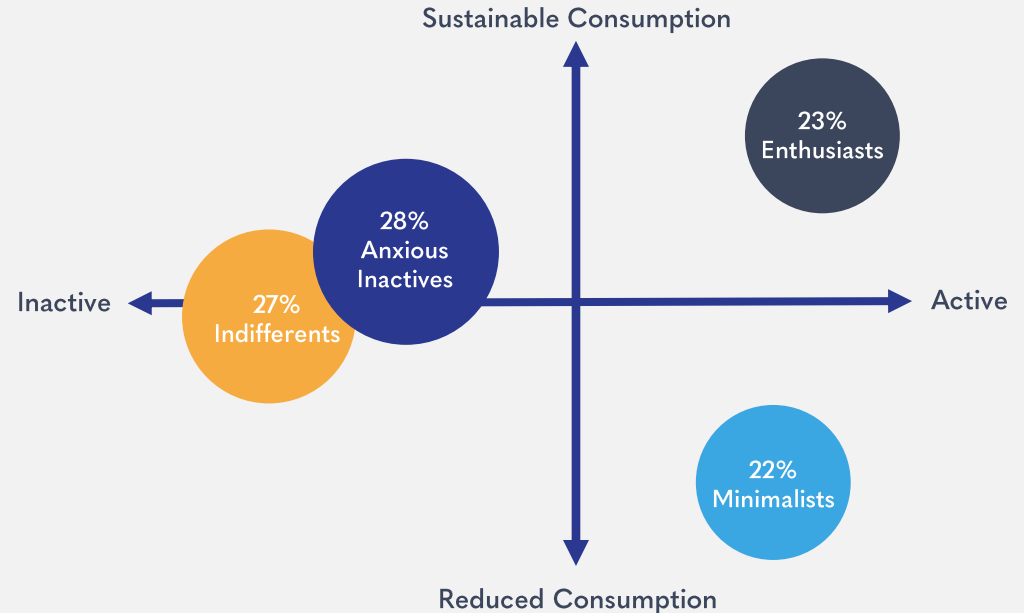 Sustainable Consumption
23%
Enthusiasts
28%
Anxious
Inactives
27%
Indifferents
Inactive
Active
22%
Minimalists
Reduced Consumption